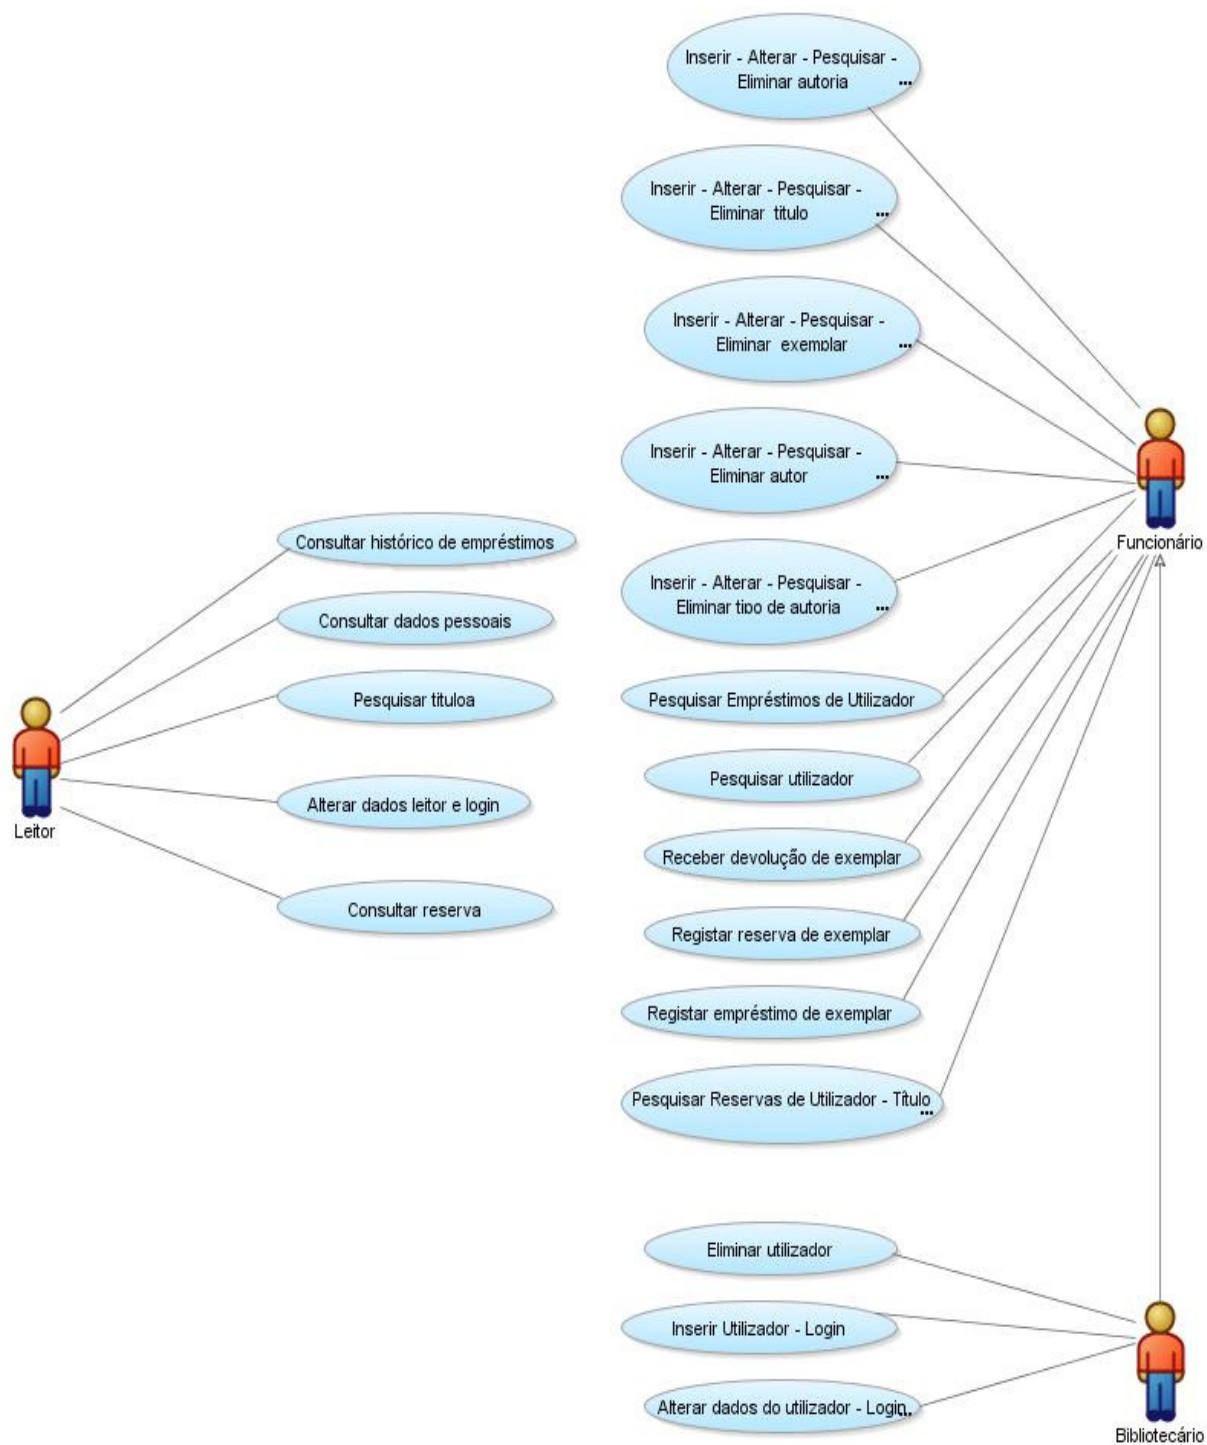 Inserir - Alterar - Pesquisar -
Eliminar autoria
...
Inserir - Alterar - Pesquisar -
Eliminar titulo
...
Inserir - Alterar - Pesquisar -
Eliminar exemplar
...
Inserir - Alterar - Pesquisar -
Eliminar autor
...
Funcionário
Consultar histórico de empréstimos
Inserir - Alterar - Pesquisar -
Eliminar tipo de autoria
...
Consultar dados pessoais
Pesquisar tituloa
Pesquisar Empréstimos de Utilizador
Pesquisar utilizador
Alterar dados leitor e login
Leitor
Receber devolução de exemplar
Consultar reserva
Registar reserva de exemplar
Registar empréstimo de exemplar
Pesquisar Reservas de Utilizador - Título
...
Eliminar utilizador
Inserir Utilizador - Login
Alterar dados do utilizador - Login...
Bibliotecário